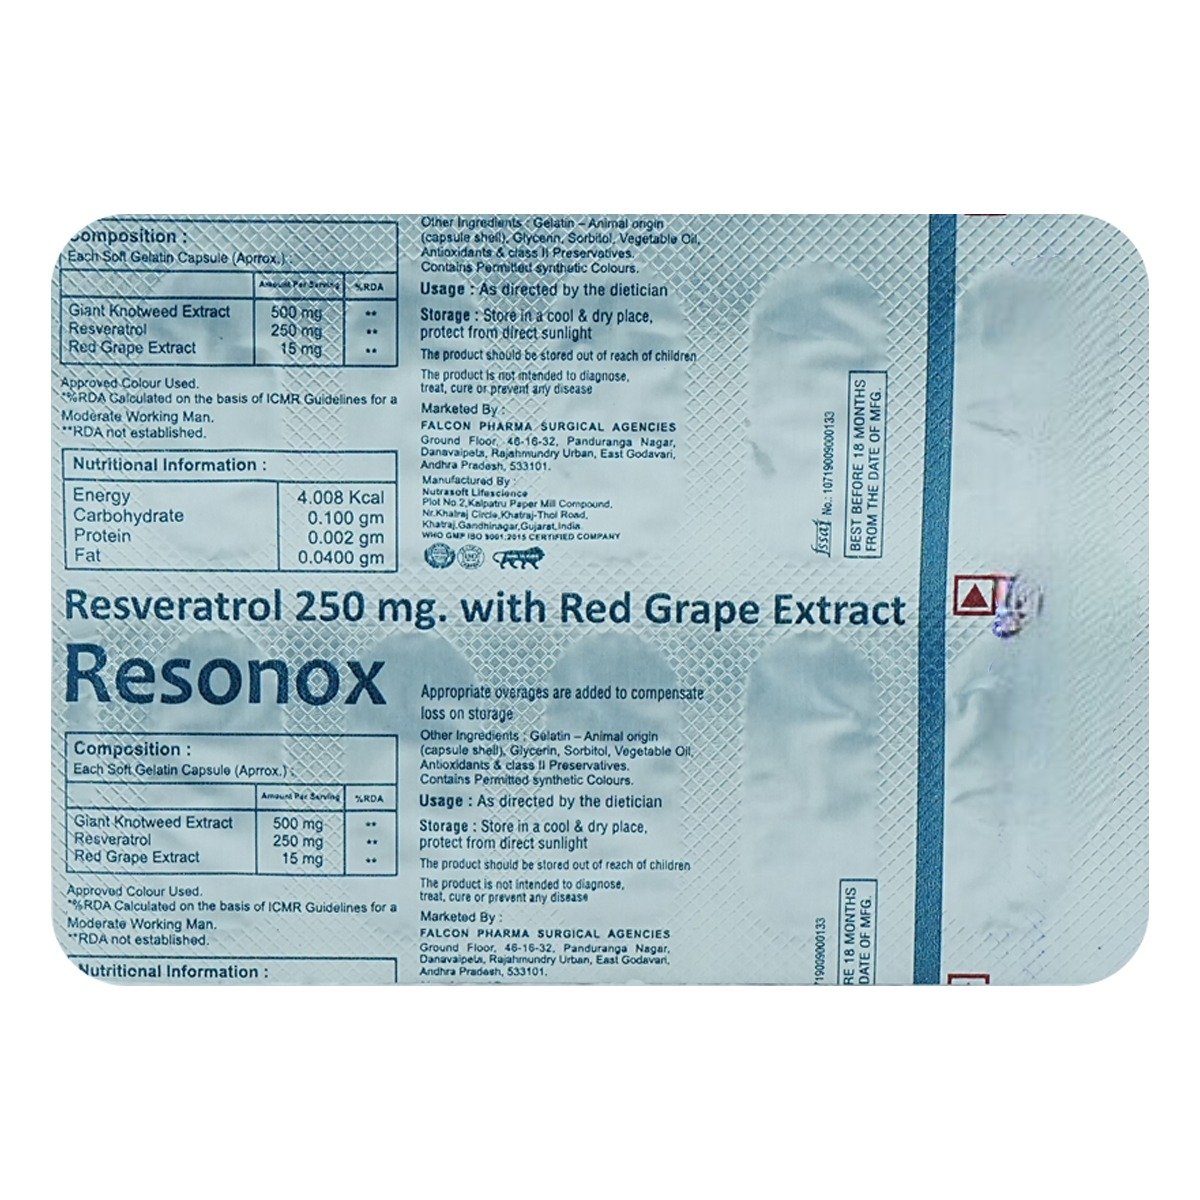 Composition :
Each Soft Gelatin Capsule (Aprrox.) :
Amount Per Serving %RDA
Giant Knotweed Extract 500 mg **
Resveratrol 250 mg **
Red Grape Extract 15 mg **
Approved Colour Used.
*%RDA Calculated on the basis of ICMR Guidelines for a
Moderate Working Man.
**RDA not established.
Nutritional Information :
Energy 4.008 Kcal
Carbohydrate 0.100 gm
Protein 0.002 gm
Fat 0.0400 gm
Other Ingredients : Gelatin – Animal origin
(capsule shell), Glycerin, Sorbitol, Vegetable Oil,
Antioxidants & class II Preservatives.
Contains Permitted synthetic Colours.
Usage : As directed by the dietician
Storage : Store in a cool & dry place,
protect from direct sunlight
The product should be stored out of reach of children
The product is not intended to diagnose,
treat, cure or prevent any disease
Marketed By :
FALCON PHARMA SURGICAL AGENCIES
Ground Floor, 46-16-32, Panduranga Nagar,
Danavaipeta, Rajahmundry Urban, East Godavari,
Andhra Pradesh, 533101.
Manufactured By :
Nutrasoft Lifescience
Plot No 2,Kalpatru Paper Mill Compound,
Nr.Khatraj Circle,Khatraj-Thol Road,
Khatraj,Gandhinagar,Gujarat,India.
WHO GMP ISO 9001:2015 CERTIFIED COMPANY
fssai No.: 10719009000133
BEST BEFORE 18 MONTHS
FROM THE DATE OF MFG.
Resveratrol 250 mg. with Red Grape Extract
Resonox
Composition :
Each Soft Gelatin Capsule (Aprrox.) :
Amount Per Serving %RDA
Giant Knotweed Extract 500 mg **
Resveratrol 250 mg **
Red Grape Extract 15 mg **
Approved Colour Used.
*%RDA Calculated on the basis of ICMR Guidelines for a
Moderate Working Man.
**RDA not established.
Nutritional Information :
Appropriate overages are added to compensate
loss on storage
Other Ingredients : Gelatin – Animal origin
(capsule shell), Glycerin, Sorbitol, Vegetable Oil,
Antioxidants & class II Preservatives.
Contains Permitted synthetic Colours.
Usage : As directed by the dietician
Storage : Store in a cool & dry place,
protect from direct sunlight
The product should be stored out of reach of children
The product is not intended to diagnose,
treat, cure or prevent any disease
Marketed By :
FALCON PHARMA SURGICAL AGENCIES
Ground Floor, 46-16-32, Panduranga Nagar,
Danavaipeta, Rajahmundry Urban, East Godavari,
Andhra Pradesh, 533101.
19009000133
RE 18 MONTHS
DATE OF MFG.